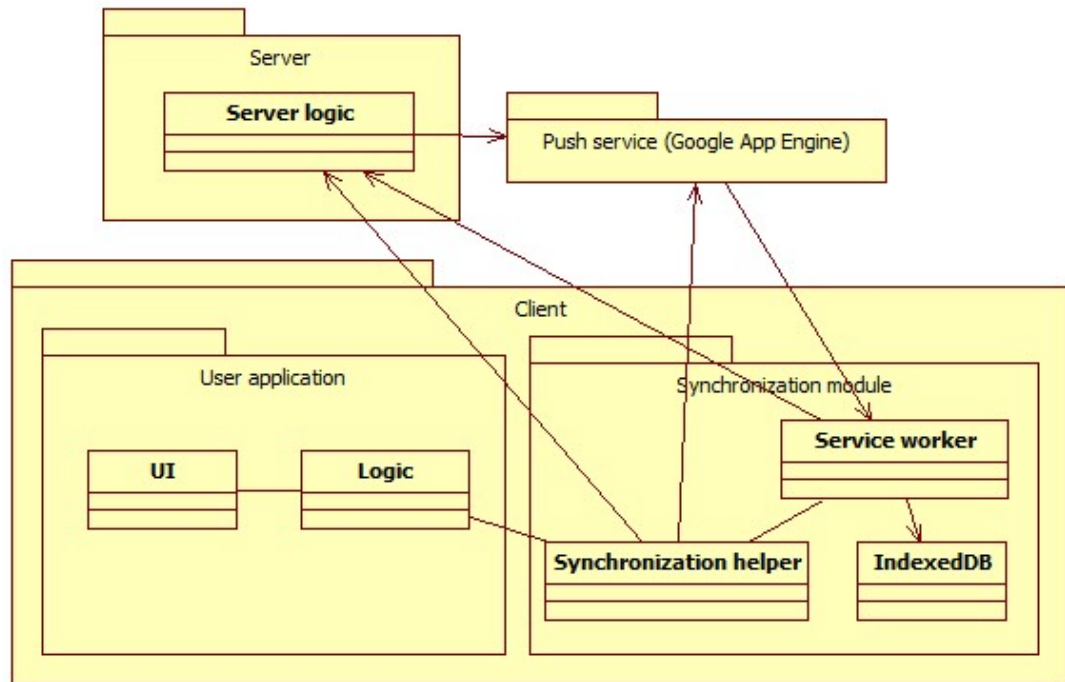 Server
Server logic
Push service (Google App Engine)
Client
User application
Synchronization module
Service worker
UI
Logic
Synchronization helper
IndexedDB